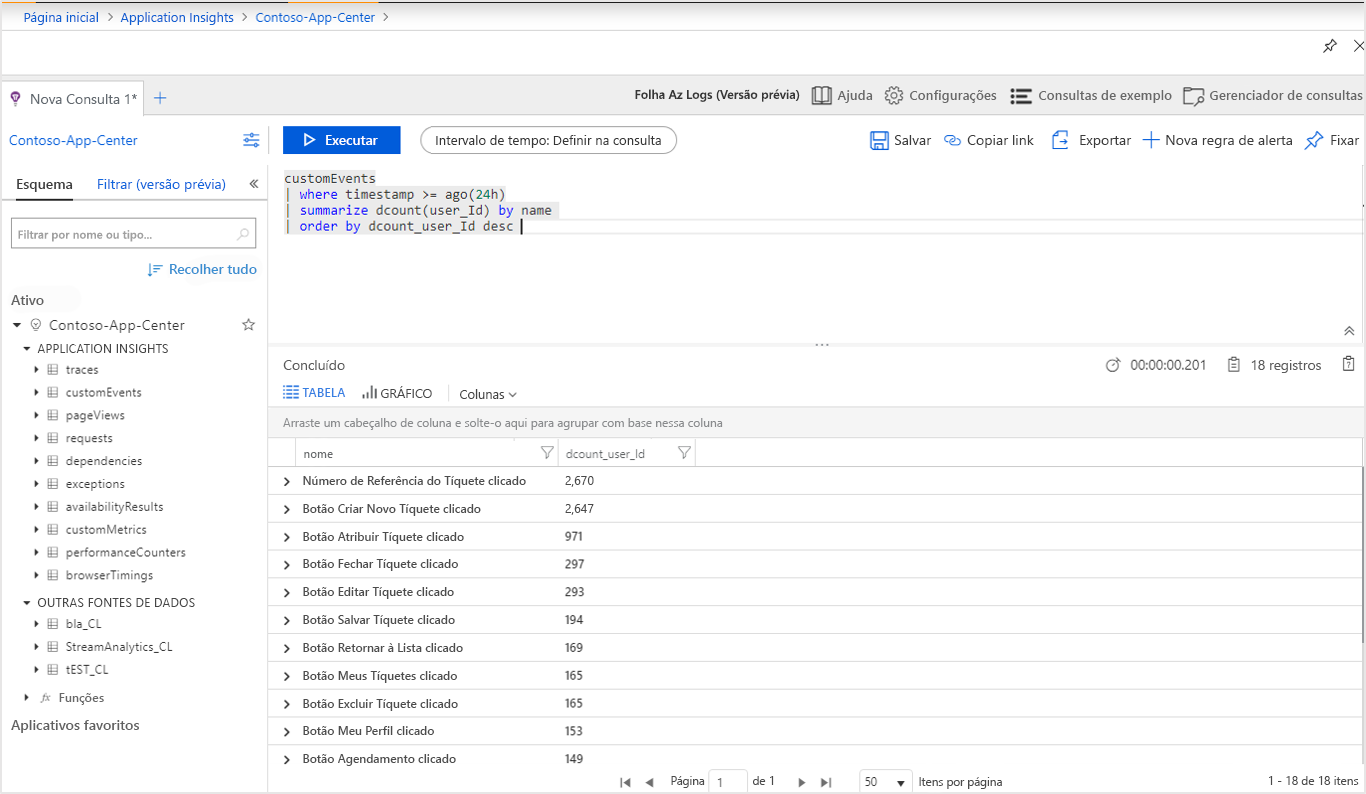 Página inicial > Application Insights > Contoso-App-Center >
Nova Consulta 1* +
Folha Az Logs (Versão prévia) Ajuda Configurações Consultas de exemplo Gerenciador de consultas
Contoso-App-Center
Executar
Intervalo de tempo: Definir na consulta
Salvar Copiar link Exportar Nova regra de alerta Fixar
Esquema Filtrar (versão prévia) «
Filtrar por nome ou tipo...
Recolher tudo
Ativo
Contoso-App-Center
APPLICATION INSIGHTS
traces
customEvents
pageViews
requests
dependencies
exceptions
availabilityResults
customMetrics
performanceCounters
browserTimings
OUTRAS FONTES DE DADOS
bla_CL
StreamAnalytics_CL
tEST_CL
fx Funções
Aplicativos favoritos
customEvents
| where timestamp >= ago(24h)
| summarize dcount(user_Id) by name
| order by dcount_user_Id desc
Concluído 00:00:00.201 18 registros
TABELA GRÁFICO Colunas
Arraste um cabeçalho de coluna e solte-o aqui para agrupar com base nessa coluna
nome dcount_user_Id
Número de Referência do Tíquete clicado 2,670
Botão Criar Novo Tíquete clicado 2,647
Botão Atribuir Tíquete clicado 971
Botão Fechar Tíquete clicado 297
Botão Editar Tíquete clicado 293
Botão Salvar Tíquete clicado 194
Botão Retornar à Lista clicado 169
Botão Meus Tíquetes clicado 165
Botão Excluir Tíquete clicado 165
Botão Meu Perfil clicado 153
Botão Agendamento clicado 149
Página 1 de 1 50 Itens por página 1 - 18 de 18 itens